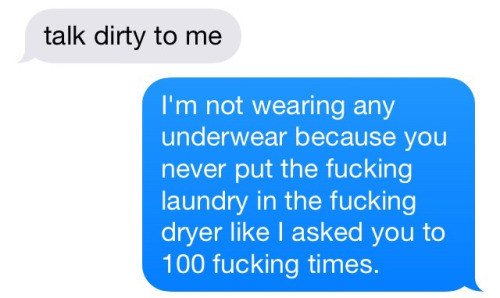 talk dirty to me
I'm not wearing any
underwear because you
never put the fucking
laundry in the fucking
dryer like I asked you to
100 fucking times.